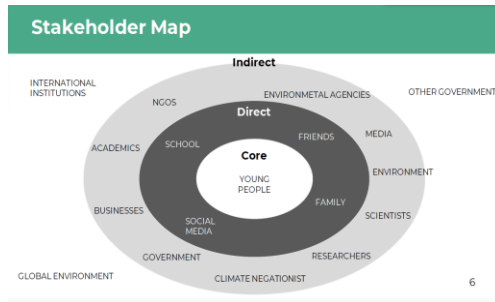 Stakeholder Map
Indirect
INTERNATIONAL
INSTITUTIONS
NGOS
ENVIRONMETAL AGENCIES
OTHER GOVERNMENT
Direct
ACADEMICS
SCHOOL
FRIENDS
MEDIA
Core
YOUNG
PEOPLE
ENVIRONMENT
BUSINESSES
SOCIAL
MEDIA
FAMILY
SCIENTISTS
GOVERNMENT
RESEARCHERS
GLOBAL ENVIRONMENT
CLIMATE NEGATIONIST
6